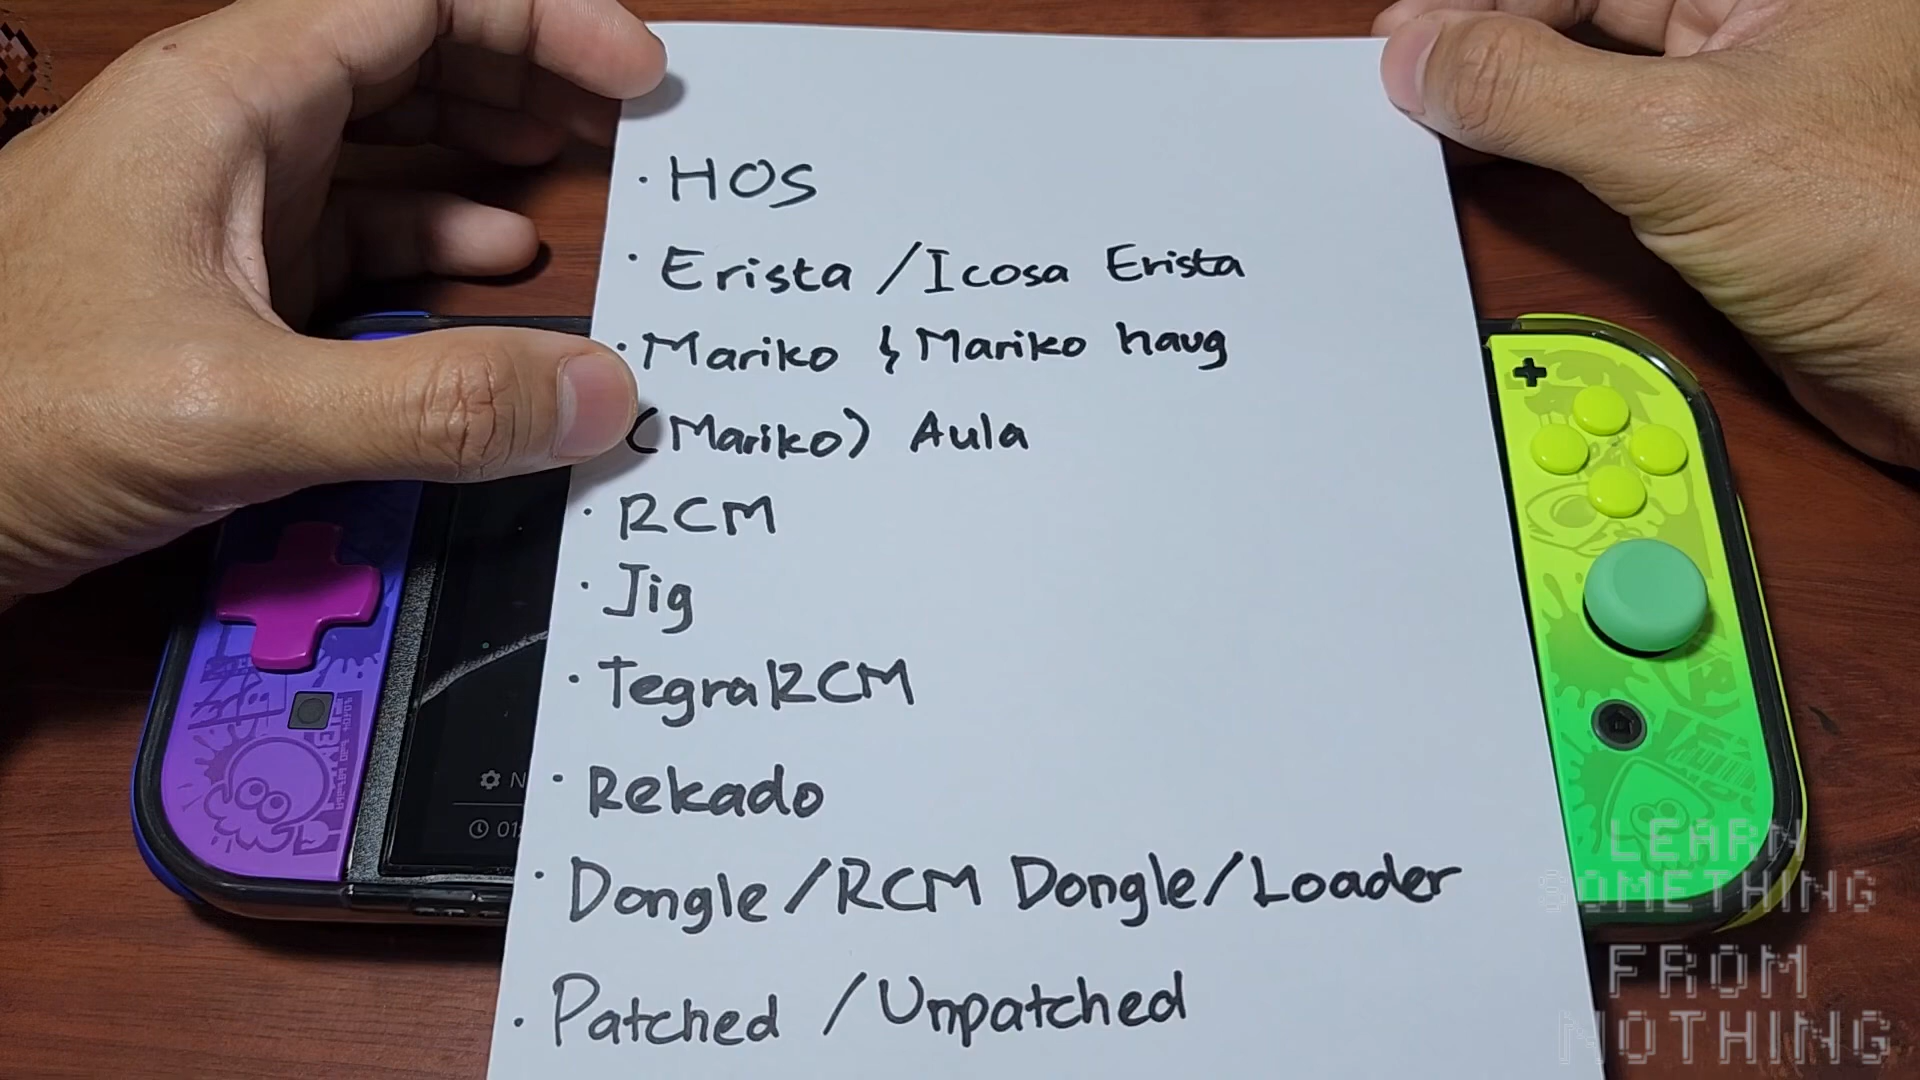 · HOS
· Erista / Icosa Erista
· Mariko & Mariko haug
(Mariko) Aula
· RCM
· Jig
· TegraRCM
· Rekado
· Dongle/RCM Dongle/Loader
· Patched / Unpatched
N
01:
LEARN
SOMETHING
FROM
NOTHING